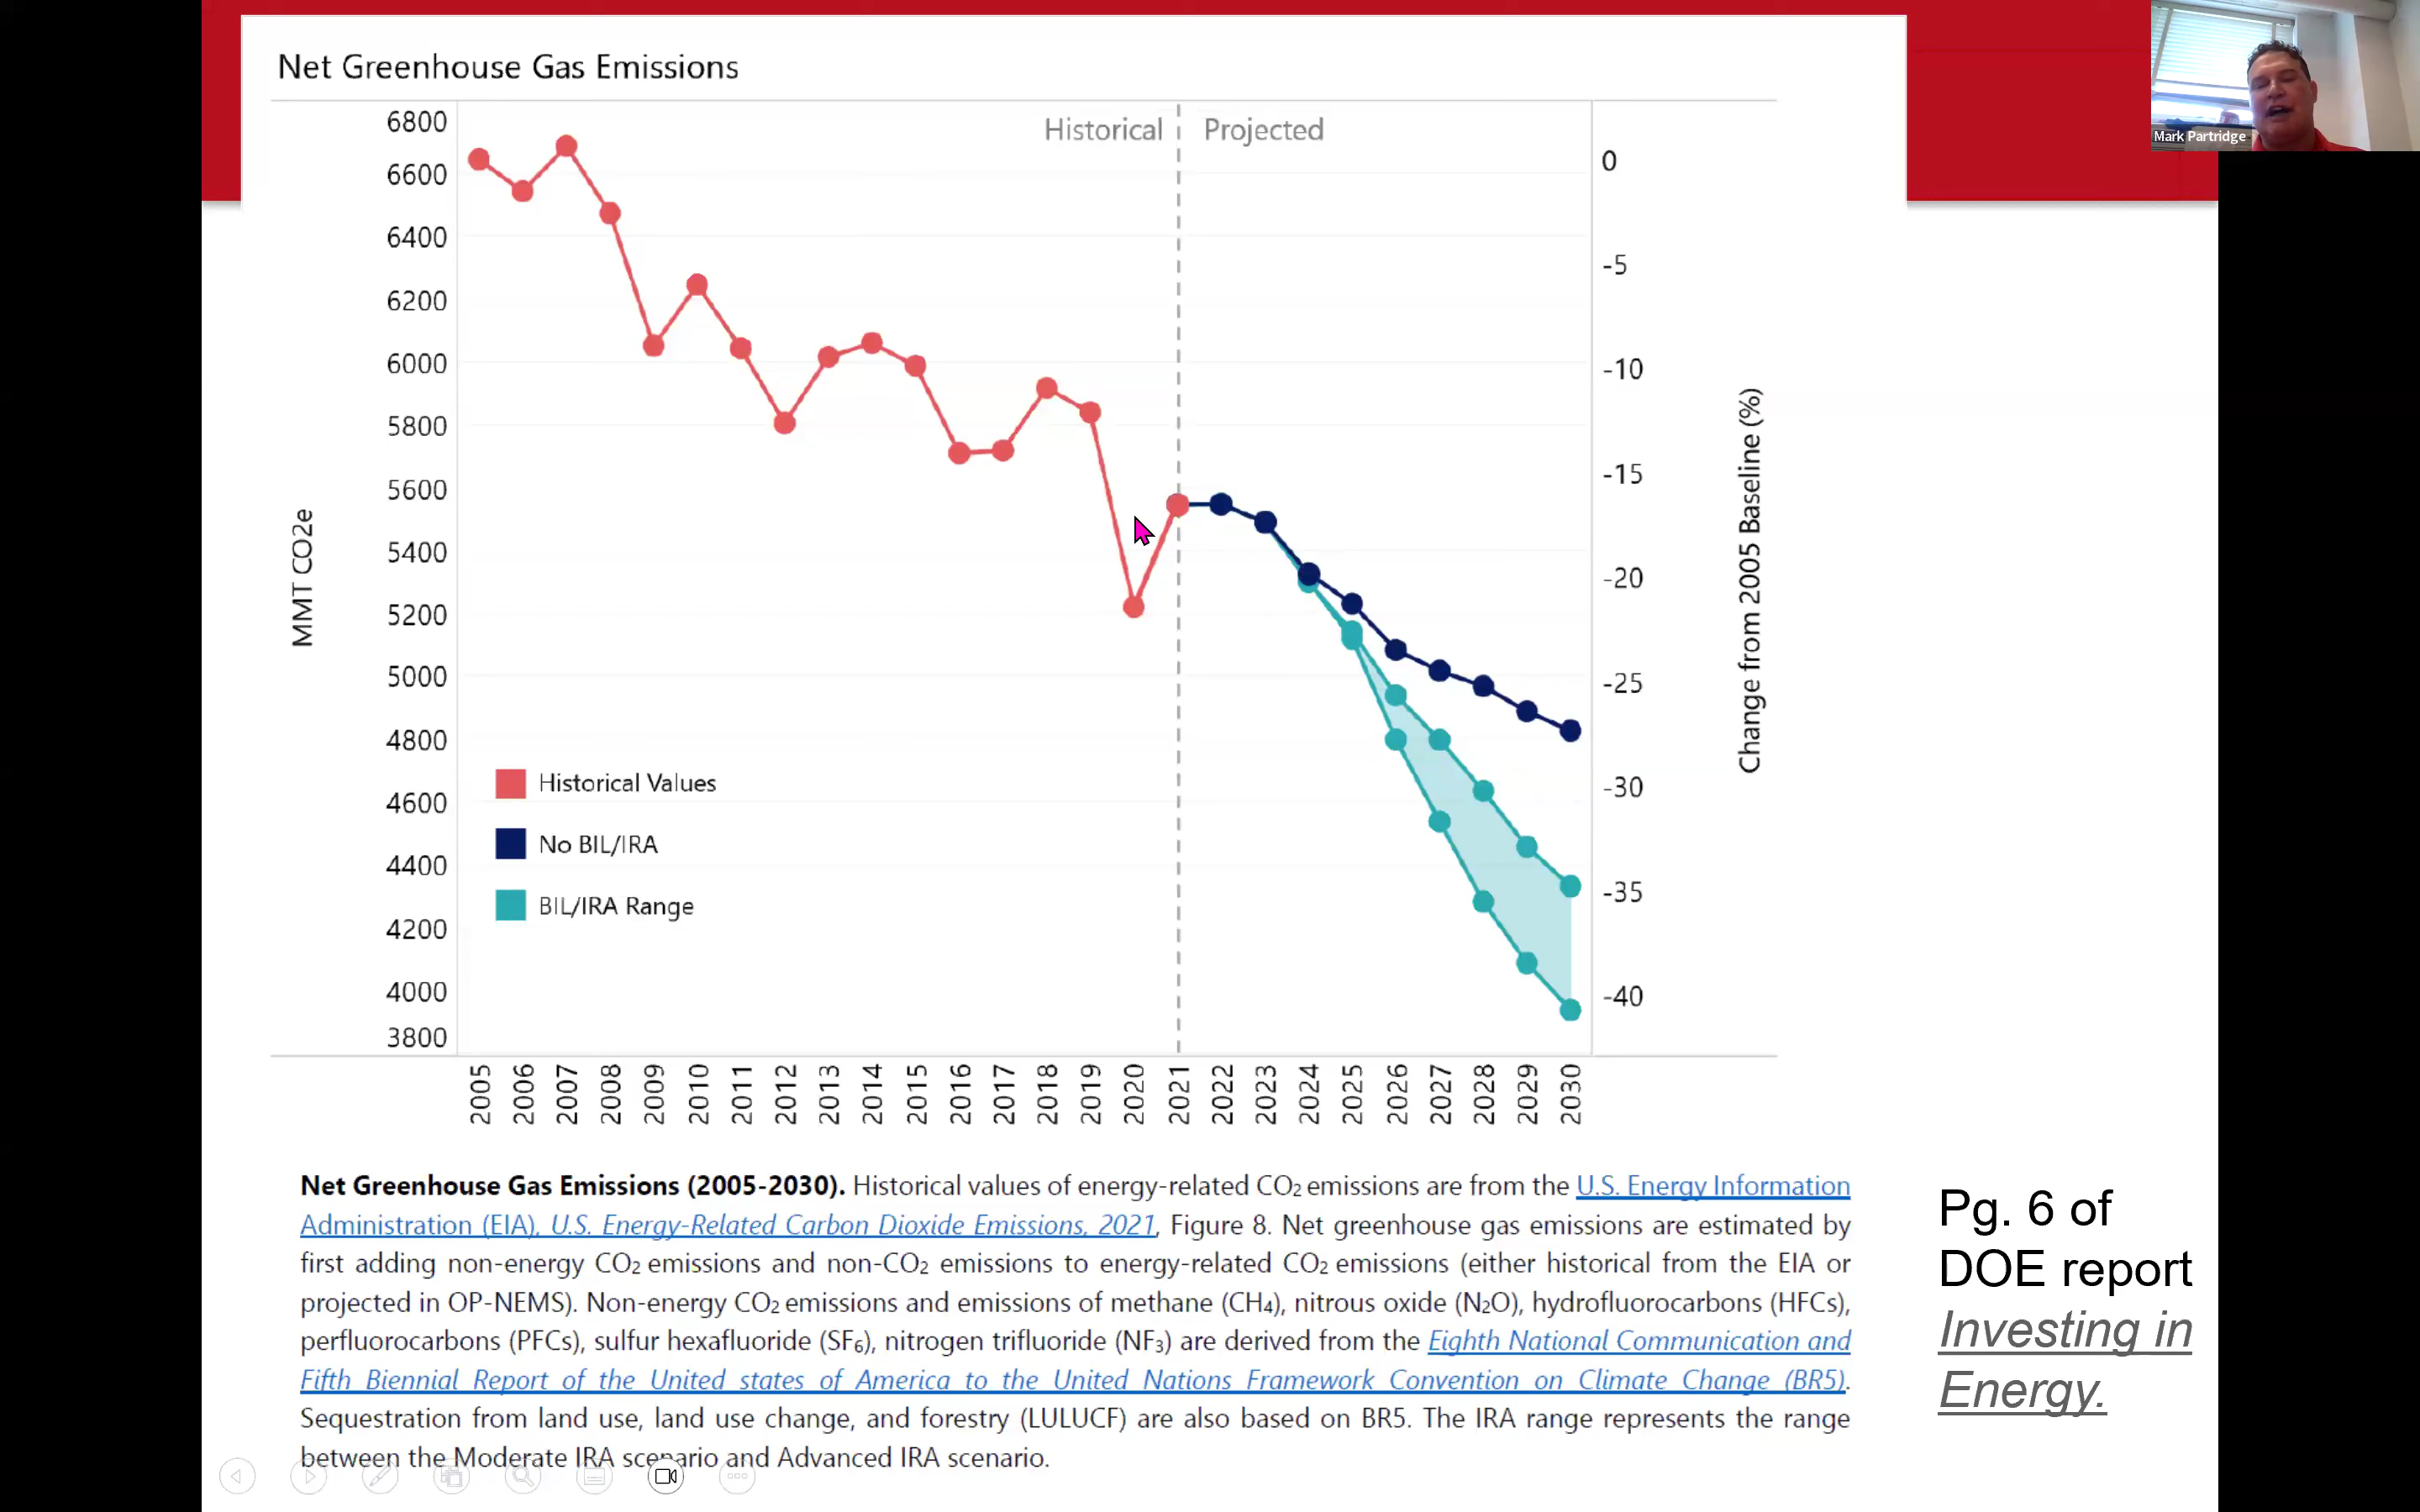 Net Greenhouse Gas Emissions
Historical
Projected
6800
6600
6400
6200
6000
5800
5600
5400
5200
5000
4800
4600
4400
4200
4000
3800
MMT CO2e
0
-5
-10
-15
-20
-25
-30
-35
-40
Change from 2005 Baseline (%)
Historical Values
No BIL/IRA
BIL/IRA Range
2005 2006 2007 2008 2009 2010 2011 2012 2013 2014 2015 2016 2017 2018 2019 2020 2021 2022 2023 2024 2025 2026 2027 2028 2029 2030
Net Greenhouse Gas Emissions (2005-2030). Historical values of energy-related CO₂ emissions are from the U.S. Energy Information
Administration (EIA), U.S. Energy-Related Carbon Dioxide Emissions, 2021, Figure 8. Net greenhouse gas emissions are estimated by
first adding non-energy CO₂ emissions and non-CO₂ emissions to energy-related CO₂ emissions (either historical from the EIA or
projected in OP-NEMS). Non-energy CO₂ emissions and emissions of methane (CH₄), nitrous oxide (N₂O), hydrofluorocarbons (HFCs),
perfluorocarbons (PFCs), sulfur hexafluoride (SF₆), nitrogen trifluoride (NF₃) are derived from the Eighth National Communication and
Fifth Biennial Report of the United states of America to the United Nations Framework Convention on Climate Change (BR5).
Sequestration from land use, land use change, and forestry (LULUCF) are also based on BR5. The IRA range represents the range
between the Moderate IRA scenario and Advanced IRA scenario.
Pg. 6 of
DOE report
Investing in
Energy.
Mark Partridge